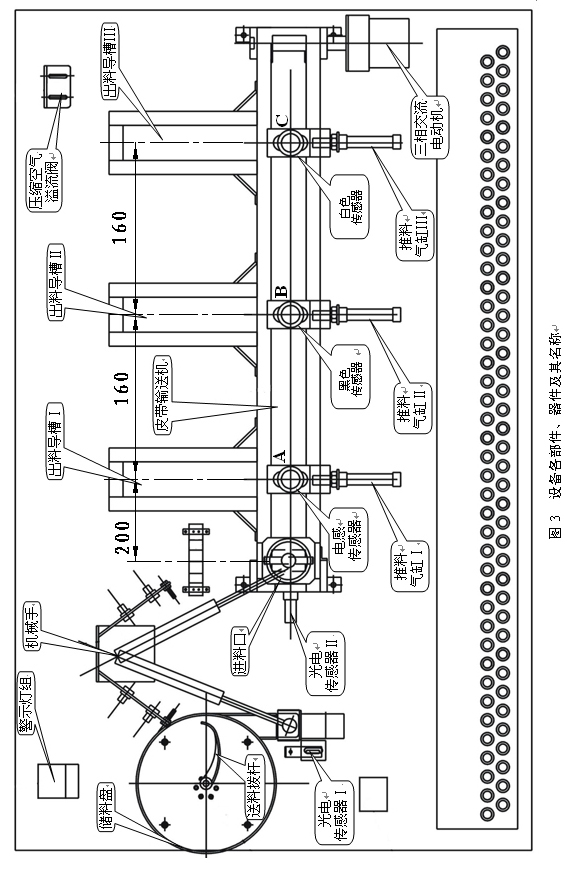 压缩空气
溢流阀
出料导槽III
出料导槽II
出料导槽I
机械手
警示灯组
160
160
200
C
B
A
三相交流
电动机
白色
传感器
推料
气缸III
黑色
传感器
推料
气缸II
皮带输送机
电感
传感器
推料
气缸I
进料口
光电
传感器II
储料盘
送料拨杆
光电
传感器I
图3 设备各部件、器件及其名称